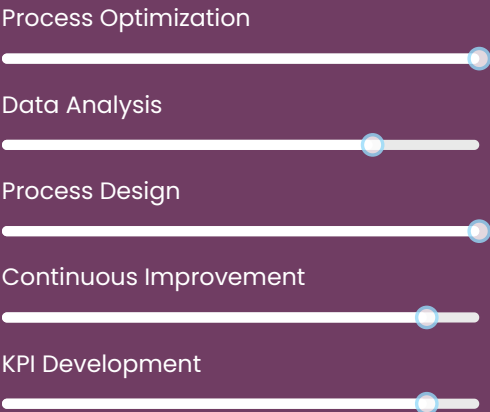 Process Optimization
Data Analysis
Process Design
Continuous Improvement
KPI Development